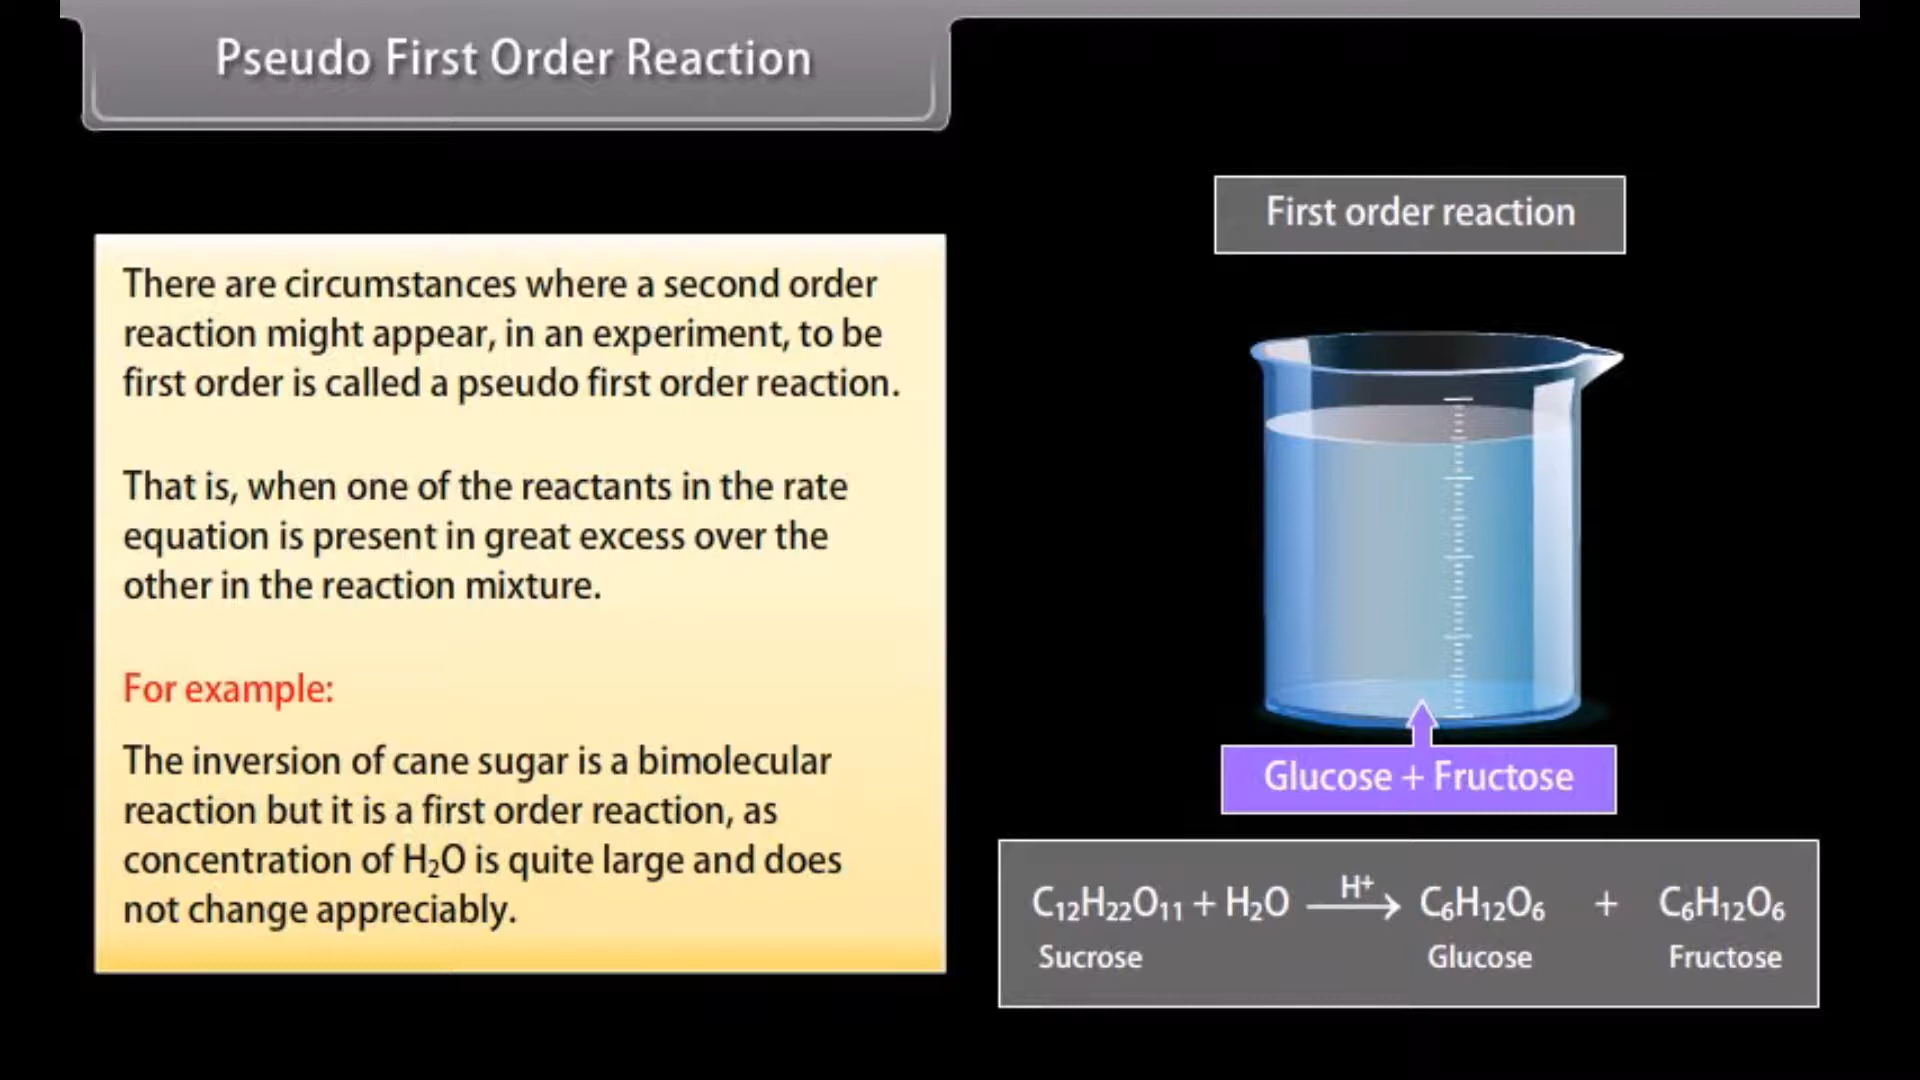 Pseudo First Order Reaction
First order reaction
There are circumstances where a second order
reaction might appear, in an experiment, to be
first order is called a pseudo first order reaction.
That is, when one of the reactants in the rate
equation is present in great excess over the
other in the reaction mixture.
For example:
The inversion of cane sugar is a bimolecular
reaction but it is a first order reaction, as
concentration of H₂O is quite large and does
not change appreciably.
Glucose + Fructose
H⁺
C₁₂H₂₂O₁₁ + H₂O ⟶ C₆H₁₂O₆ + C₆H₁₂O₆
Sucrose Glucose Fructose